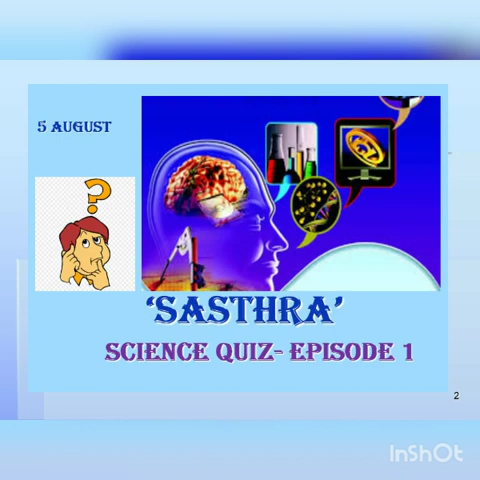 5 AUGUST
?
‘SASTHRA’
SCIENCE QUIZ- EPISODE 1
2
InShOt